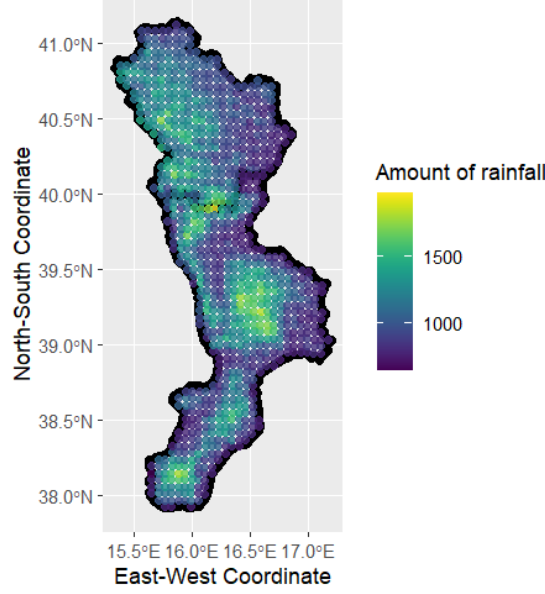 41.0°N
40.5°N
40.0°N
39.5°N
39.0°N
38.5°N
38.0°N
North-South Coordinate
15.5°E 16.0°E 16.5°E 17.0°E
East-West Coordinate
Amount of rainfall
1500
1000